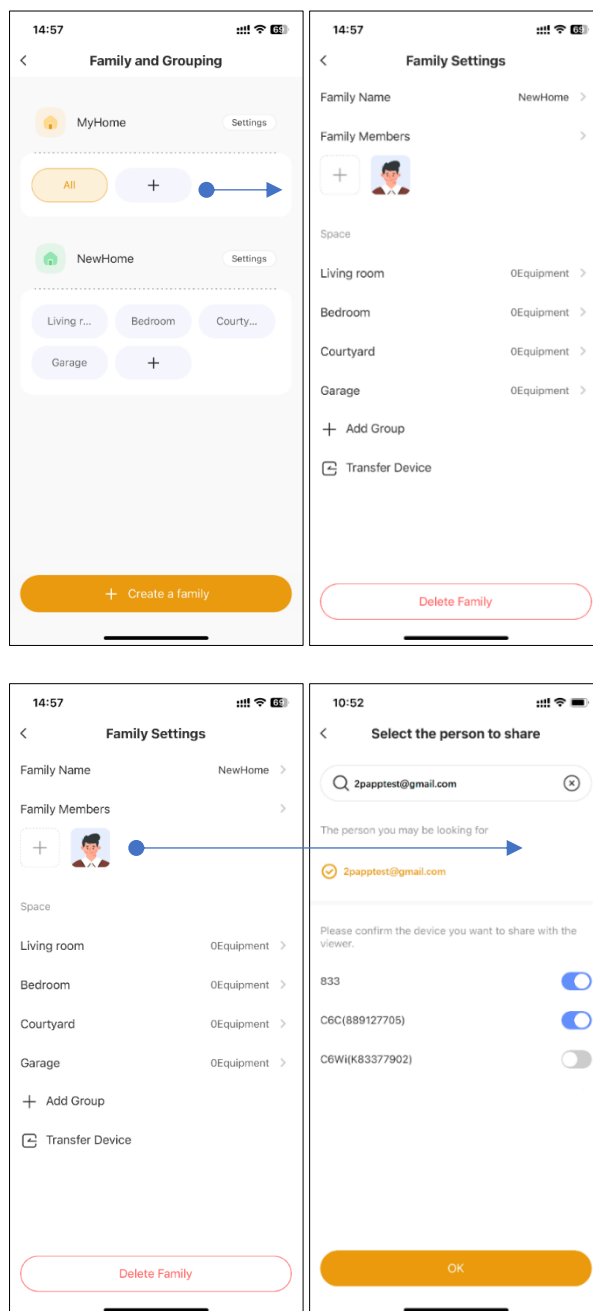 14:57
69
Family and Grouping
MyHome
Settings
All
+
NewHome
Settings
Living r...
Bedroom
Courty...
Garage
+
+ Create a family
14:57
69
Family Settings
Family Name
NewHome
Family Members
+
Space
Living room
0Equipment
Bedroom
0Equipment
Courtyard
0Equipment
Garage
0Equipment
+ Add Group
Transfer Device
Delete Family
14:57
69
Family Settings
Family Name
NewHome
Family Members
+
Space
Living room
0Equipment
Bedroom
0Equipment
Courtyard
0Equipment
Garage
0Equipment
+ Add Group
Transfer Device
Delete Family
10:52
Select the person to share
2papptest@gmail.com
The person you may be looking for
2papptest@gmail.com
Please confirm the device you want to share with the
viewer.
833
C6C(889127705)
C6Wi(K83377902)
OK